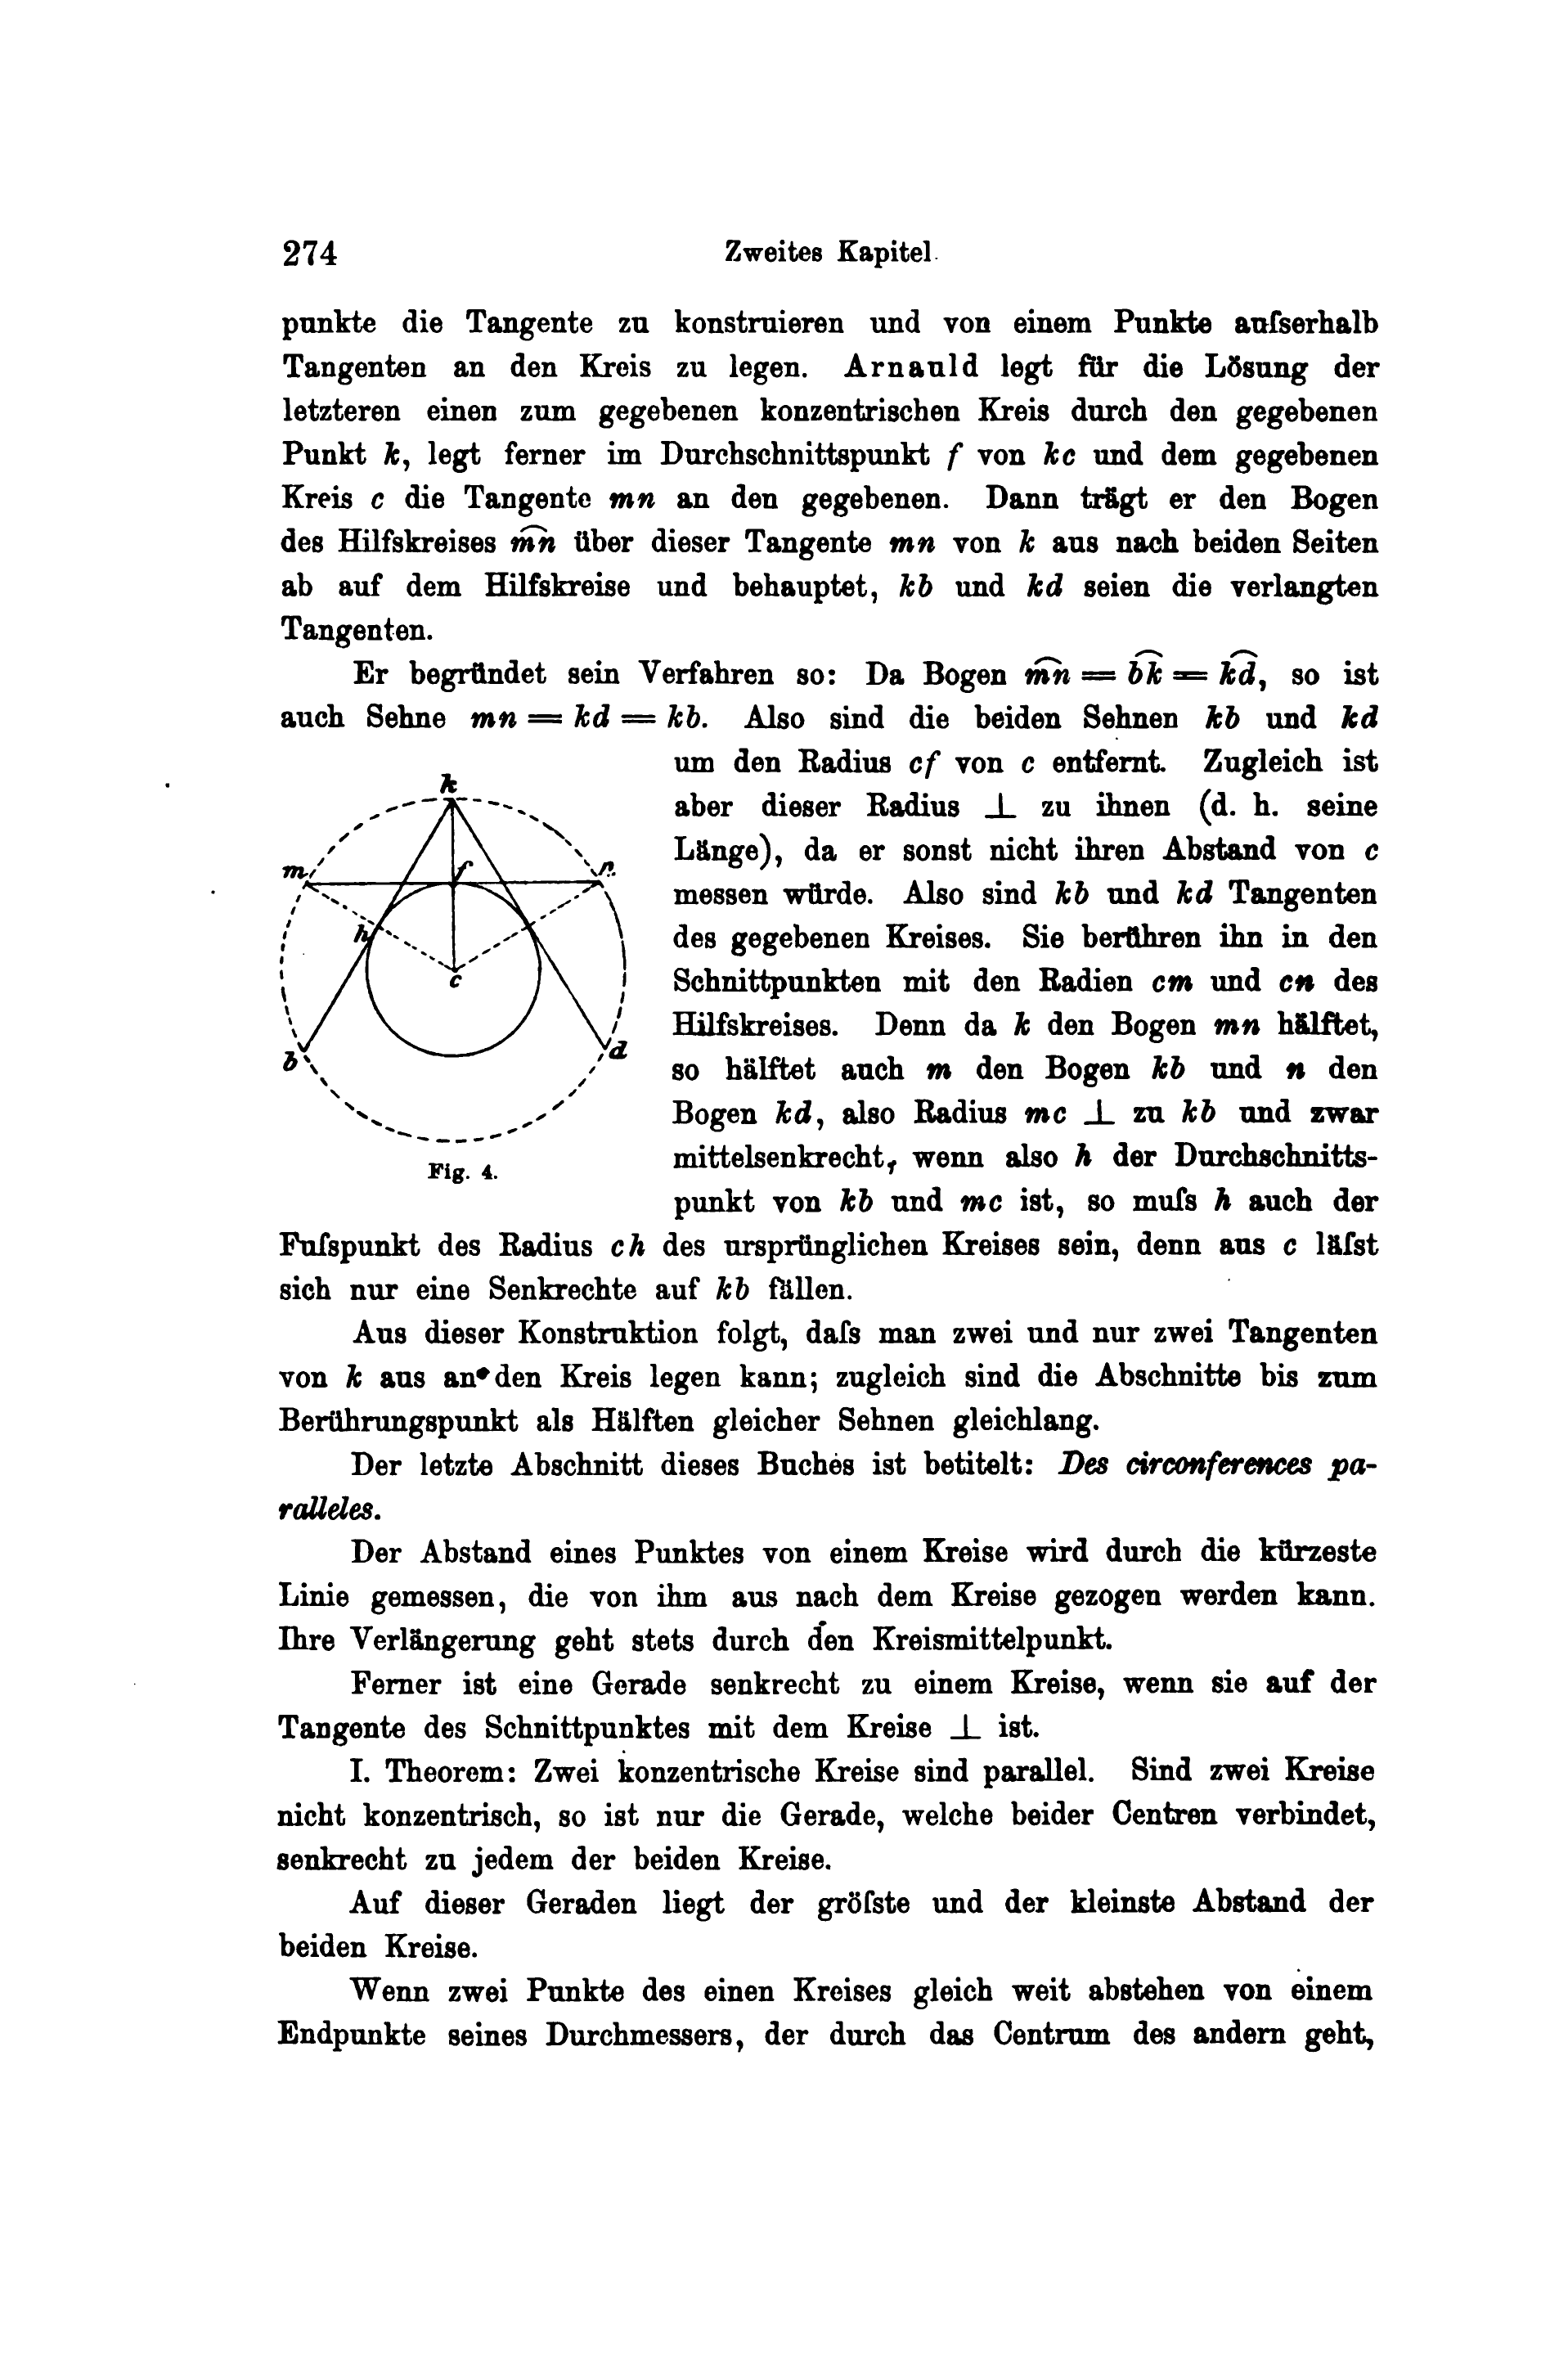 274 Zweites Kapitel.
punkte die Tangente zu konstruieren und von einem Punkte aufserhalb
Tangenten an den Kreis zu legen. Arnauld legt für die Lösung der
letzteren einen zum gegebenen konzentrischen Kreis durch den gegebenen
Punkt k, legt ferner im Durchschnittspunkt f von kc und dem gegebenen
Kreis c die Tangente mn an den gegebenen. Dann trägt er den Bogen
des Hilfskreises m͡n über dieser Tangente mn von k aus nach beiden Seiten
ab auf dem Hilfskreise und behauptet, kb und kd seien die verlangten
Tangenten.
Er begründet sein Verfahren so: Da Bogen m͡n = b͡k = k͡d, so ist
auch Sehne mn = kd = kb. Also sind die beiden Sehnen kb und kd
um den Radius cf von c entfernt. Zugleich ist
aber dieser Radius ⊥ zu ihnen (d. h. seine
Länge), da er sonst nicht ihren Abstand von c
messen würde. Also sind kb und kd Tangenten
des gegebenen Kreises. Sie berühren ihn in den
Schnittpunkten mit den Radien cm und cn des
Hilfskreises. Denn da k den Bogen mn hälftet,
so hälftet auch m den Bogen kb und n den
Bogen kd, also Radius mc ⊥ zu kb und zwar
mittelsenkrecht, wenn also h der Durchschnitts-
punkt von kb und mc ist, so mufs h auch der
k
m
f
n
h
c
b
d
Fig. 4.
Fufspunkt des Radius ch des ursprünglichen Kreises sein, denn aus c läfst
sich nur eine Senkrechte auf kb fällen.
Aus dieser Konstruktion folgt, dafs man zwei und nur zwei Tangenten
von k aus an den Kreis legen kann; zugleich sind die Abschnitte bis zum
Berührungspunkt als Hälften gleicher Sehnen gleichlang.
Der letzte Abschnitt dieses Buches ist betitelt: Des circonferences pa-
ralleles.
Der Abstand eines Punktes von einem Kreise wird durch die kürzeste
Linie gemessen, die von ihm aus nach dem Kreise gezogen werden kann.
Ihre Verlängerung geht stets durch den Kreismittelpunkt.
Ferner ist eine Gerade senkrecht zu einem Kreise, wenn sie auf der
Tangente des Schnittpunktes mit dem Kreise ⊥ ist.
I. Theorem: Zwei konzentrische Kreise sind parallel. Sind zwei Kreise
nicht konzentrisch, so ist nur die Gerade, welche beider Centren verbindet,
senkrecht zu jedem der beiden Kreise.
Auf dieser Geraden liegt der gröfste und der kleinste Abstand der
beiden Kreise.
Wenn zwei Punkte des einen Kreises gleich weit abstehen von einem
Endpunkte seines Durchmessers, der durch das Centrum des andern geht,